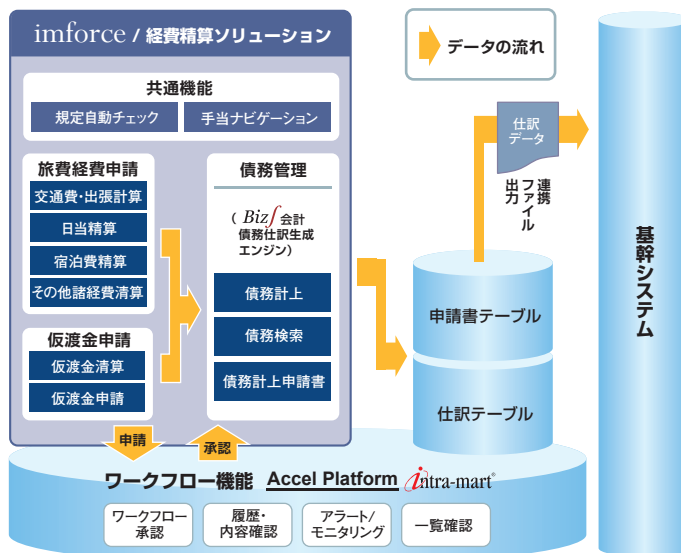 imforce / 経費精算ソリューション
データの流れ
共通機能
規定自動チェック
手当ナビゲーション
旅費経費申請
交通費・出張計算
日当精算
宿泊費精算
その他諸経費清算
仮渡金申請
仮渡金清算
仮渡金申請
債務管理
( Biz∫会計
債務仕訳生成
エンジン)
債務計上
債務検索
債務計上申請書
仕訳
データ
連携
ファイル
出力
申請書テーブル
仕訳テーブル
基幹システム
申請
承認
ワークフロー機能 Accel Platform intra-mart®
ワークフロー
承認
履歴・
内容確認
アラート/
モニタリング
一覧確認